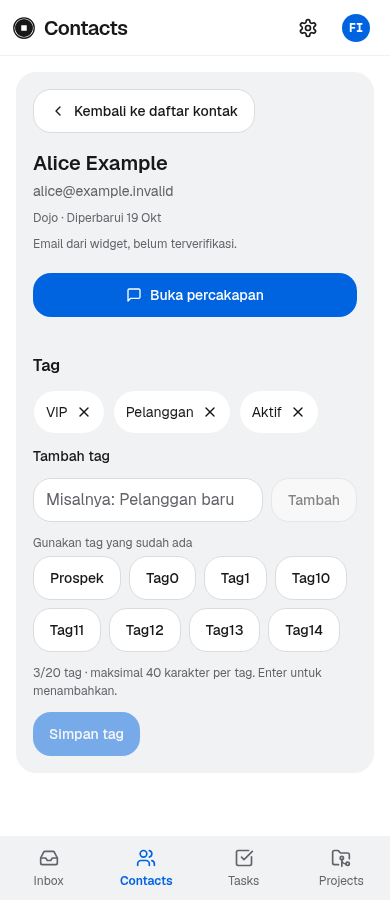 Contacts
FI
Kembali ke daftar kontak
Alice Example
alice@example.invalid
Dojo · Diperbarui 19 Okt
Email dari widget, belum terverifikasi.
Buka percakapan
Tag
VIP
Pelanggan
Aktif
Tambah tag
Misalnya: Pelanggan baru
Tambah
Gunakan tag yang sudah ada
Prospek
Tag0
Tag1
Tag10
Tag11
Tag12
Tag13
Tag14
3/20 tag · maksimal 40 karakter per tag. Enter untuk
menambahkan.
Simpan tag
Inbox
Contacts
Tasks
Projects